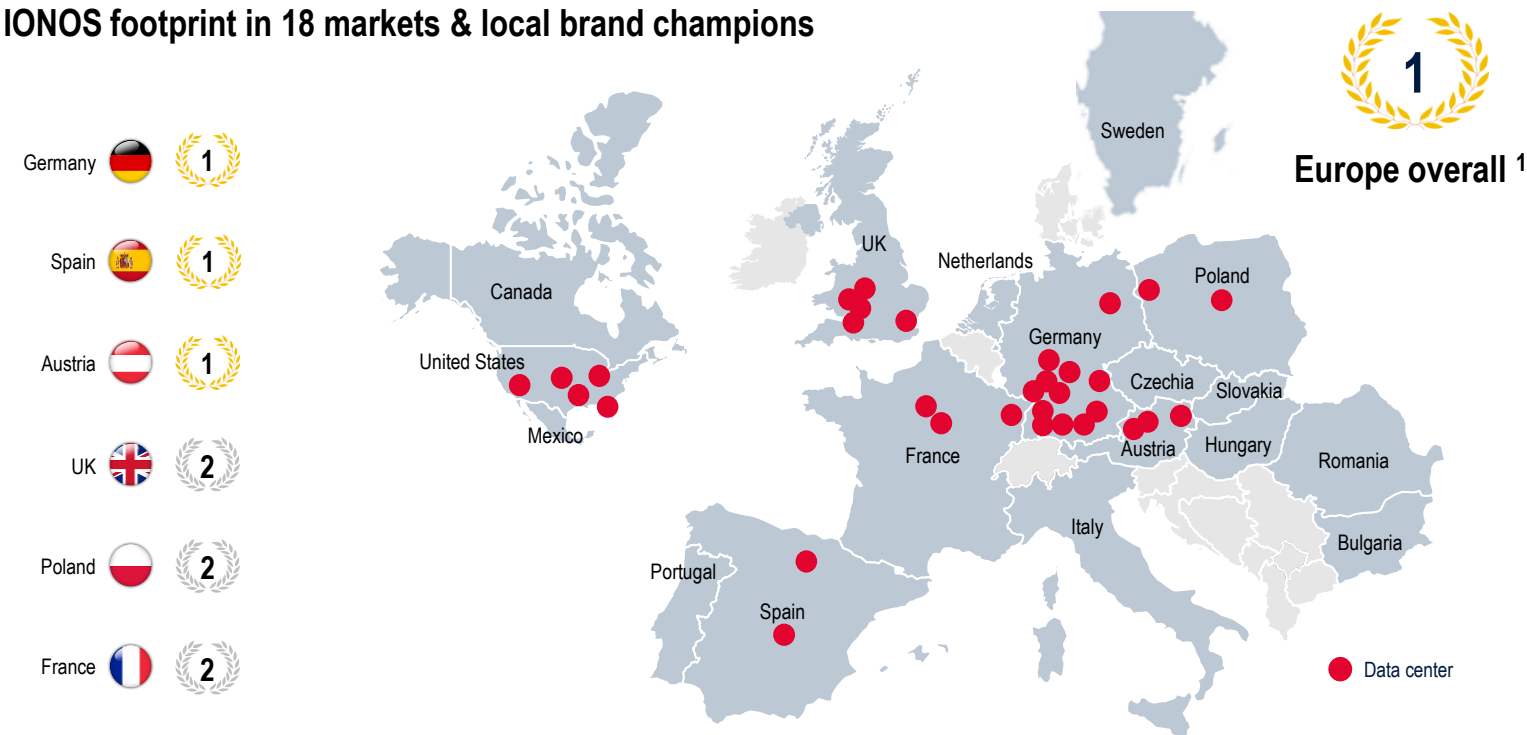 IONOS footprint in 18 markets & local brand champions
1
Europe overall 1
Germany 1
Spain 1
Austria 1
UK 2
Poland 2
France 2
Canada
United States
Mexico
Sweden
UK
Netherlands
Poland
Germany
Czechia
Slovakia
France
Austria
Hungary
Romania
Italy
Bulgaria
Portugal
Spain
Data center